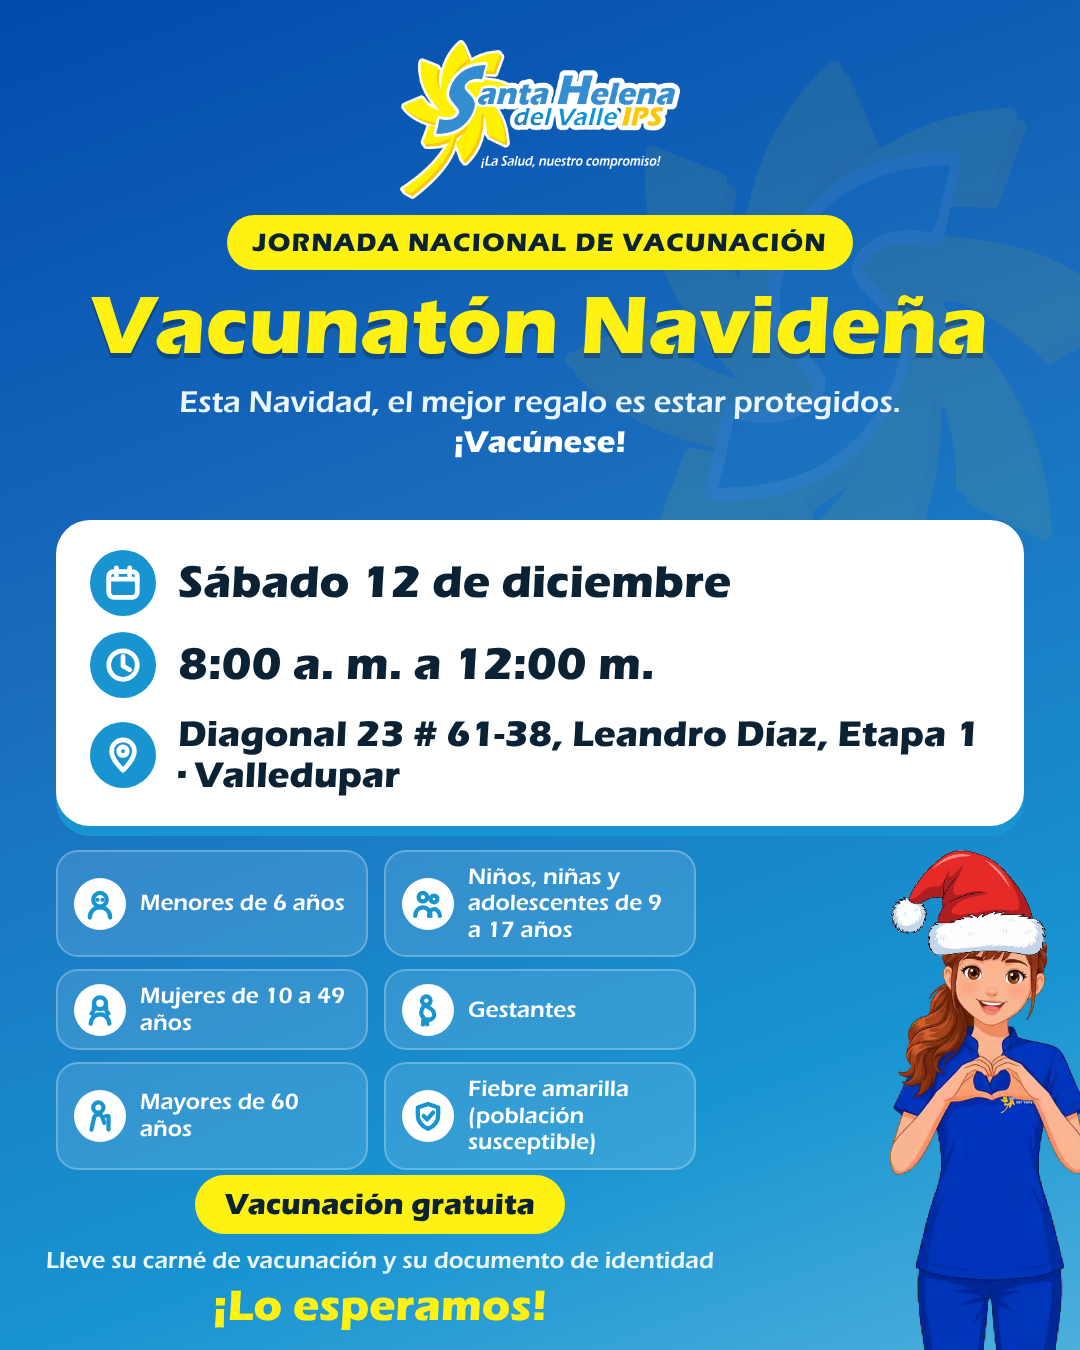 Santa Helena
del Valle IPS
¡La Salud, nuestro compromiso!
JORNADA NACIONAL DE VACUNACIÓN
Vacunatón Navideña
Esta Navidad, el mejor regalo es estar protegidos.
¡Vacúnese!
Sábado 12 de diciembre
8:00 a. m. a 12:00 m.
Diagonal 23 # 61-38, Leandro Díaz, Etapa 1
· Valledupar
Menores de 6 años
Niños, niñas y
adolescentes de 9
a 17 años
Mujeres de 10 a 49
años
Gestantes
Mayores de 60
años
Fiebre amarilla
(población
susceptible)
Vacunación gratuita
Lleve su carné de vacunación y su documento de identidad
¡Lo esperamos!